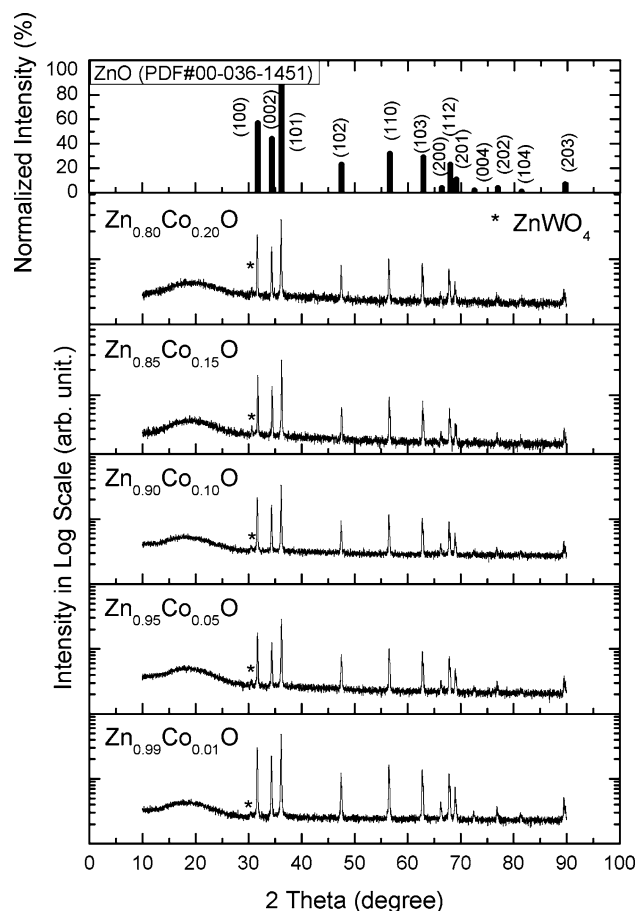 Normalized Intensity (%)
100
80
60
40
20
0
ZnO (PDF#00-036-1451)
(100)
(002)
(101)
(102)
(110)
(103)
(200)
(112)
(201)
(004)
(202)
(104)
(203)
Intensity in Log Scale (arb. unit.)
Zn0.80Co0.20O
* ZnWO4
*
Zn0.85Co0.15O
*
Zn0.90Co0.10O
*
Zn0.95Co0.05O
*
Zn0.99Co0.01O
*
0 10 20 30 40 50 60 70 80 90 100
2 Theta (degree)